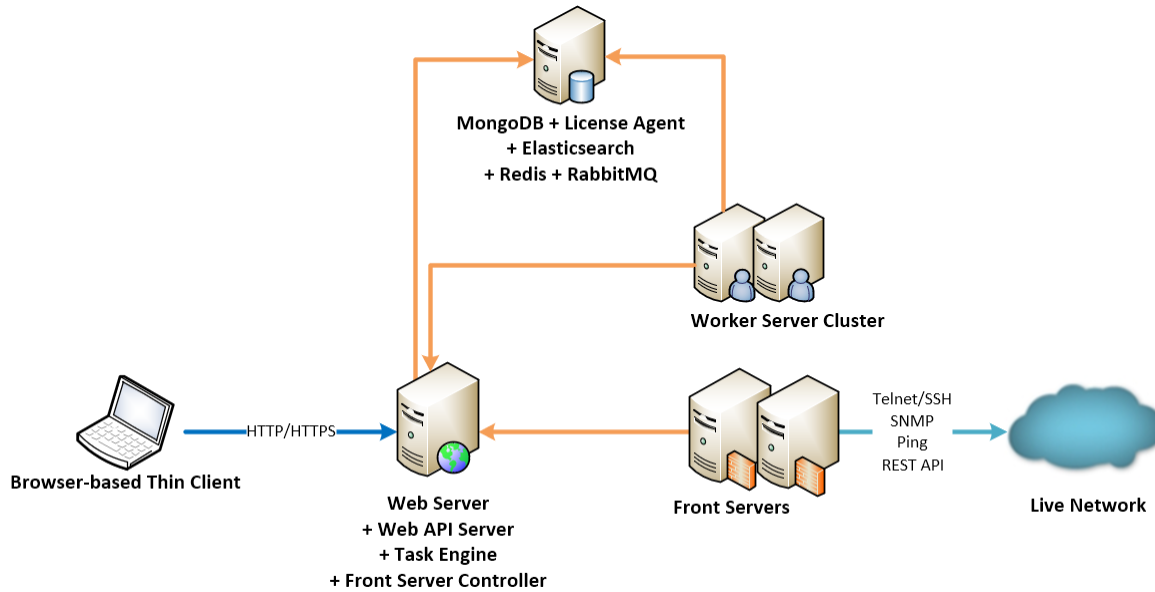 MongoDB + License Agent
+ Elasticsearch
+ Redis + RabbitMQ
Worker Server Cluster
HTTP/HTTPS
Browser-based Thin Client
Web Server
+ Web API Server
+ Task Engine
+ Front Server Controller
Front Servers
Telnet/SSH
SNMP
Ping
REST API
Live Network